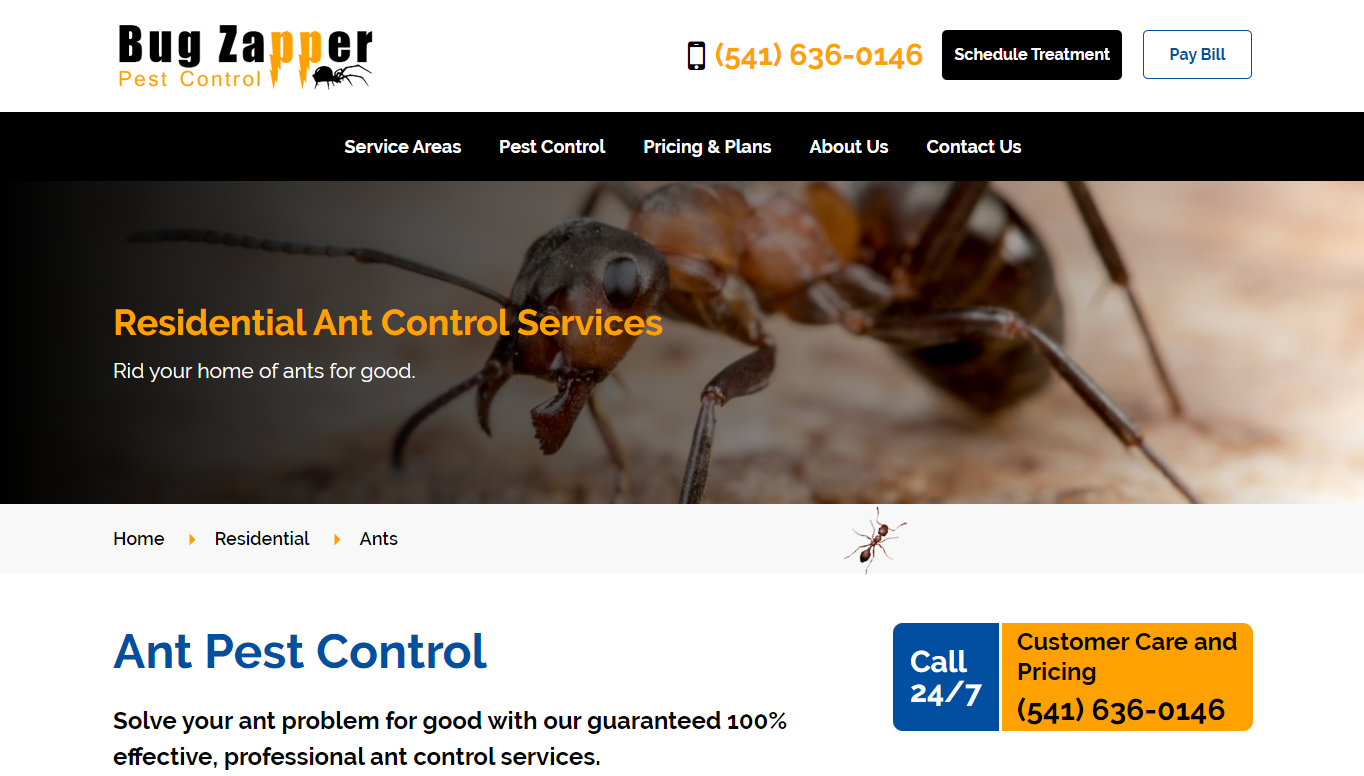 Bug Zapper
Pest Control
(541) 636-0146
Schedule Treatment
Pay Bill
Service Areas
Pest Control
Pricing & Plans
About Us
Contact Us
Residential Ant Control Services
Rid your home of ants for good.
Home
Residential
Ants
Ant Pest Control
Solve your ant problem for good with our guaranteed 100%
effective, professional ant control services.
Call
24/7
Customer Care and
Pricing
(541) 636-0146